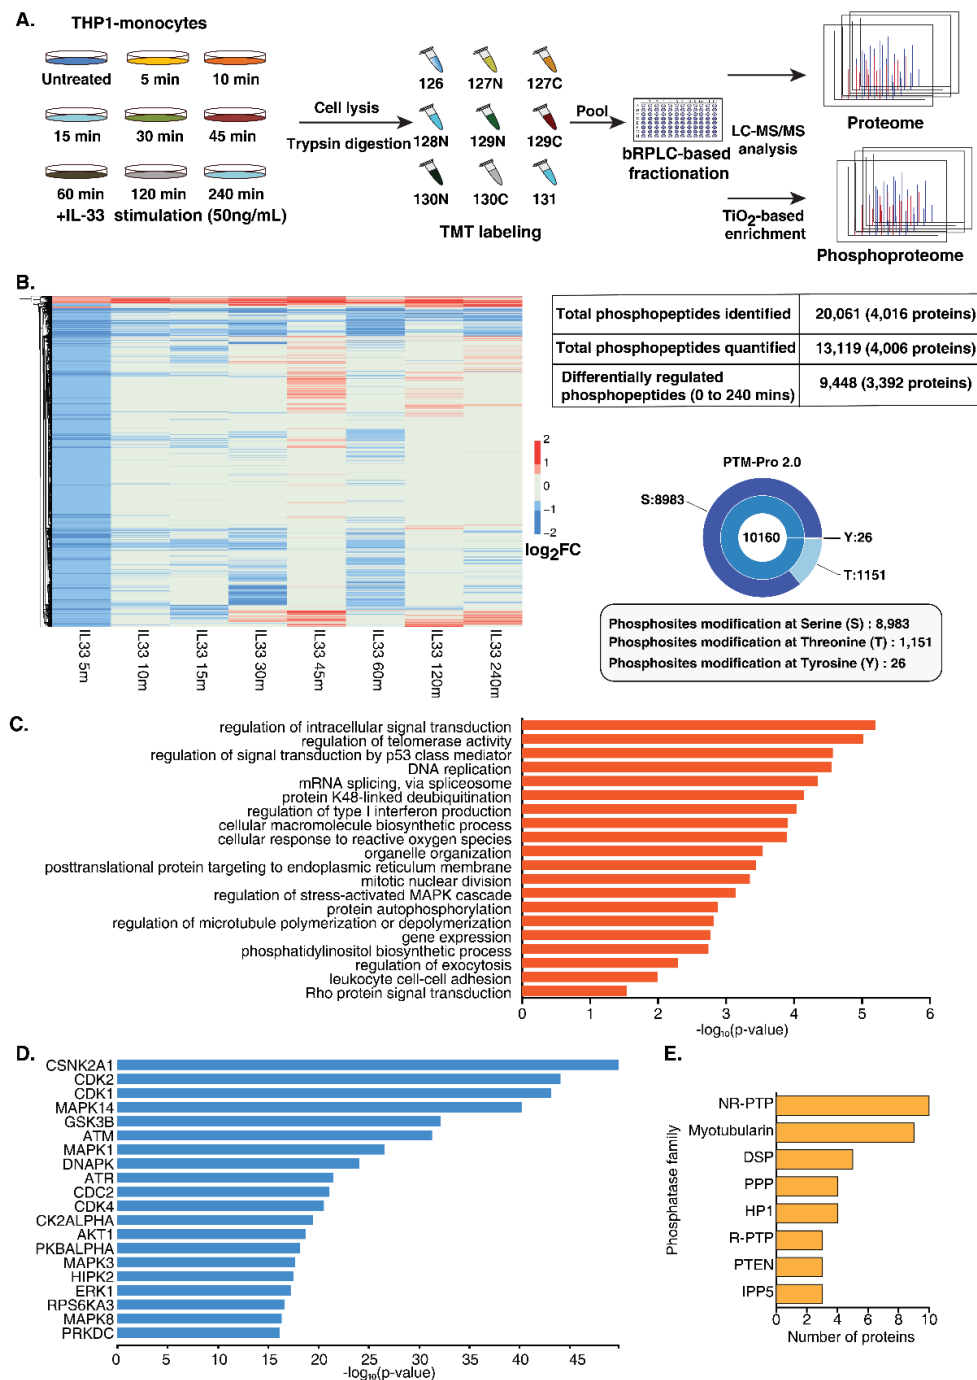 A.
THP1-monocytes
Untreated
5 min
10 min
15 min
30 min
45 min
60 min
120 min
240 min
+IL-33 stimulation (50ng/mL)
Cell lysis
Trypsin digestion
126
127N
127C
128N
129N
129C
130N
130C
131
TMT labeling
Pool
bRPLC-based
fractionation
LC-MS/MS
analysis
TiO2-based
enrichment
Proteome
Phosphoproteome
B.
IL33 5m
IL33 10m
IL33 15m
IL33 30m
IL33 45m
IL33 60m
IL33 120m
IL33 240m
2
1
0
−1
−2
log2FC
Total phosphopeptides identified 20,061 (4,016 proteins)
Total phosphopeptides quantified 13,119 (4,006 proteins)
Differentially regulated
phosphopeptides (0 to 240 mins) 9,448 (3,392 proteins)
PTM-Pro 2.0
S:8983
10160
Y:26
T:1151
Phosphosites modification at Serine (S) : 8,983
Phosphosites modification at Threonine (T) : 1,151
Phosphosites modification at Tyrosine (Y) : 26
C.
regulation of intracellular signal transduction
regulation of telomerase activity
regulation of signal transduction by p53 class mediator
DNA replication
mRNA splicing, via spliceosome
protein K48-linked deubiquitination
regulation of type I interferon production
cellular macromolecule biosynthetic process
cellular response to reactive oxygen species
organelle organization
posttranslational protein targeting to endoplasmic reticulum membrane
mitotic nuclear division
regulation of stress-activated MAPK cascade
protein autophosphorylation
regulation of microtubule polymerization or depolymerization
gene expression
phosphatidylinositol biosynthetic process
regulation of exocytosis
leukocyte cell-cell adhesion
Rho protein signal transduction
0 1 2 3 4 5 6
-log10(p-value)
D.
CSNK2A1
CDK2
CDK1
MAPK14
GSK3B
ATM
MAPK1
DNAPK
ATR
CDC2
CDK4
CK2ALPHA
AKT1
PKBALPHA
MAPK3
HIPK2
ERK1
RPS6KA3
MAPK8
PRKDC
0 5 10 15 20 25 30 35 40 45
-log10(p-value)
E.
Phosphatase family
NR-PTP
Myotubularin
DSP
PPP
HP1
R-PTP
PTEN
IPP5
0 2 4 6 8 10
Number of proteins